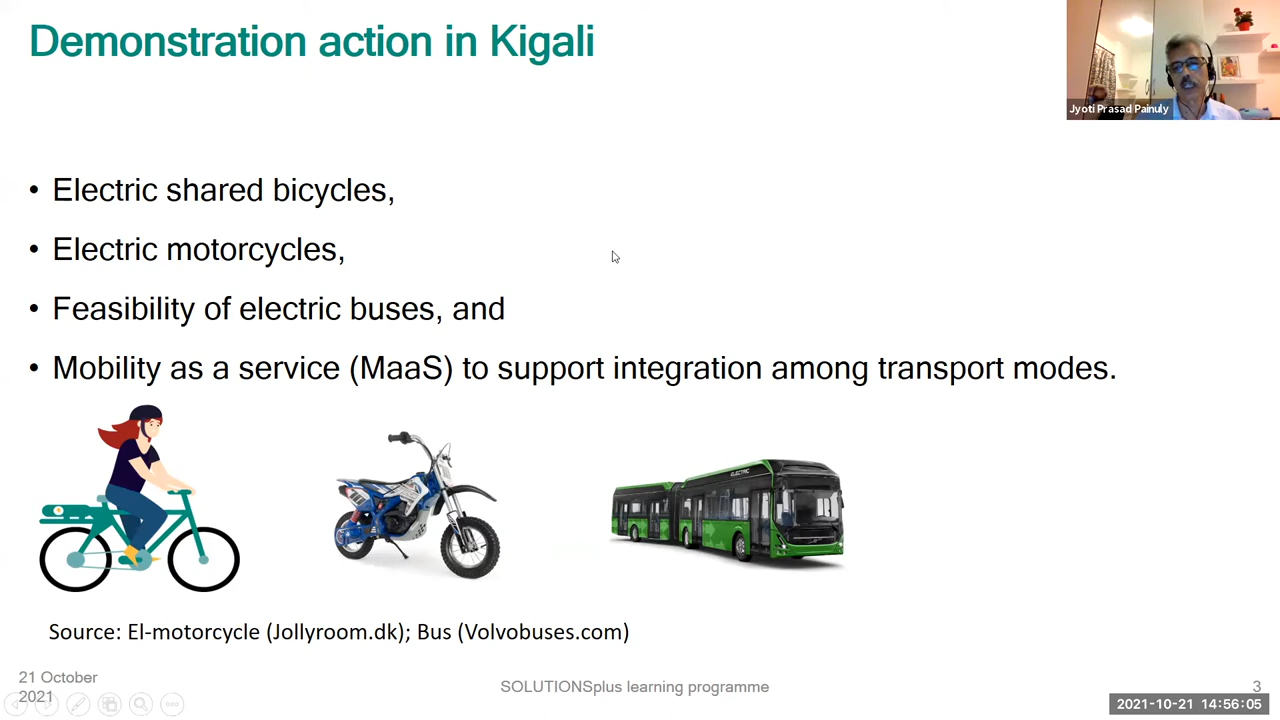 Demonstration action in Kigali
Jyoti Prasad Painuly
• Electric shared bicycles,
• Electric motorcycles,
• Feasibility of electric buses, and
• Mobility as a service (MaaS) to support integration among transport modes.
ELECTRIC
Source: El-motorcycle (Jollyroom.dk); Bus (Volvobuses.com)
21 October
2021
SOLUTIONSplus learning programme
3
2021-10-21 14:56:05